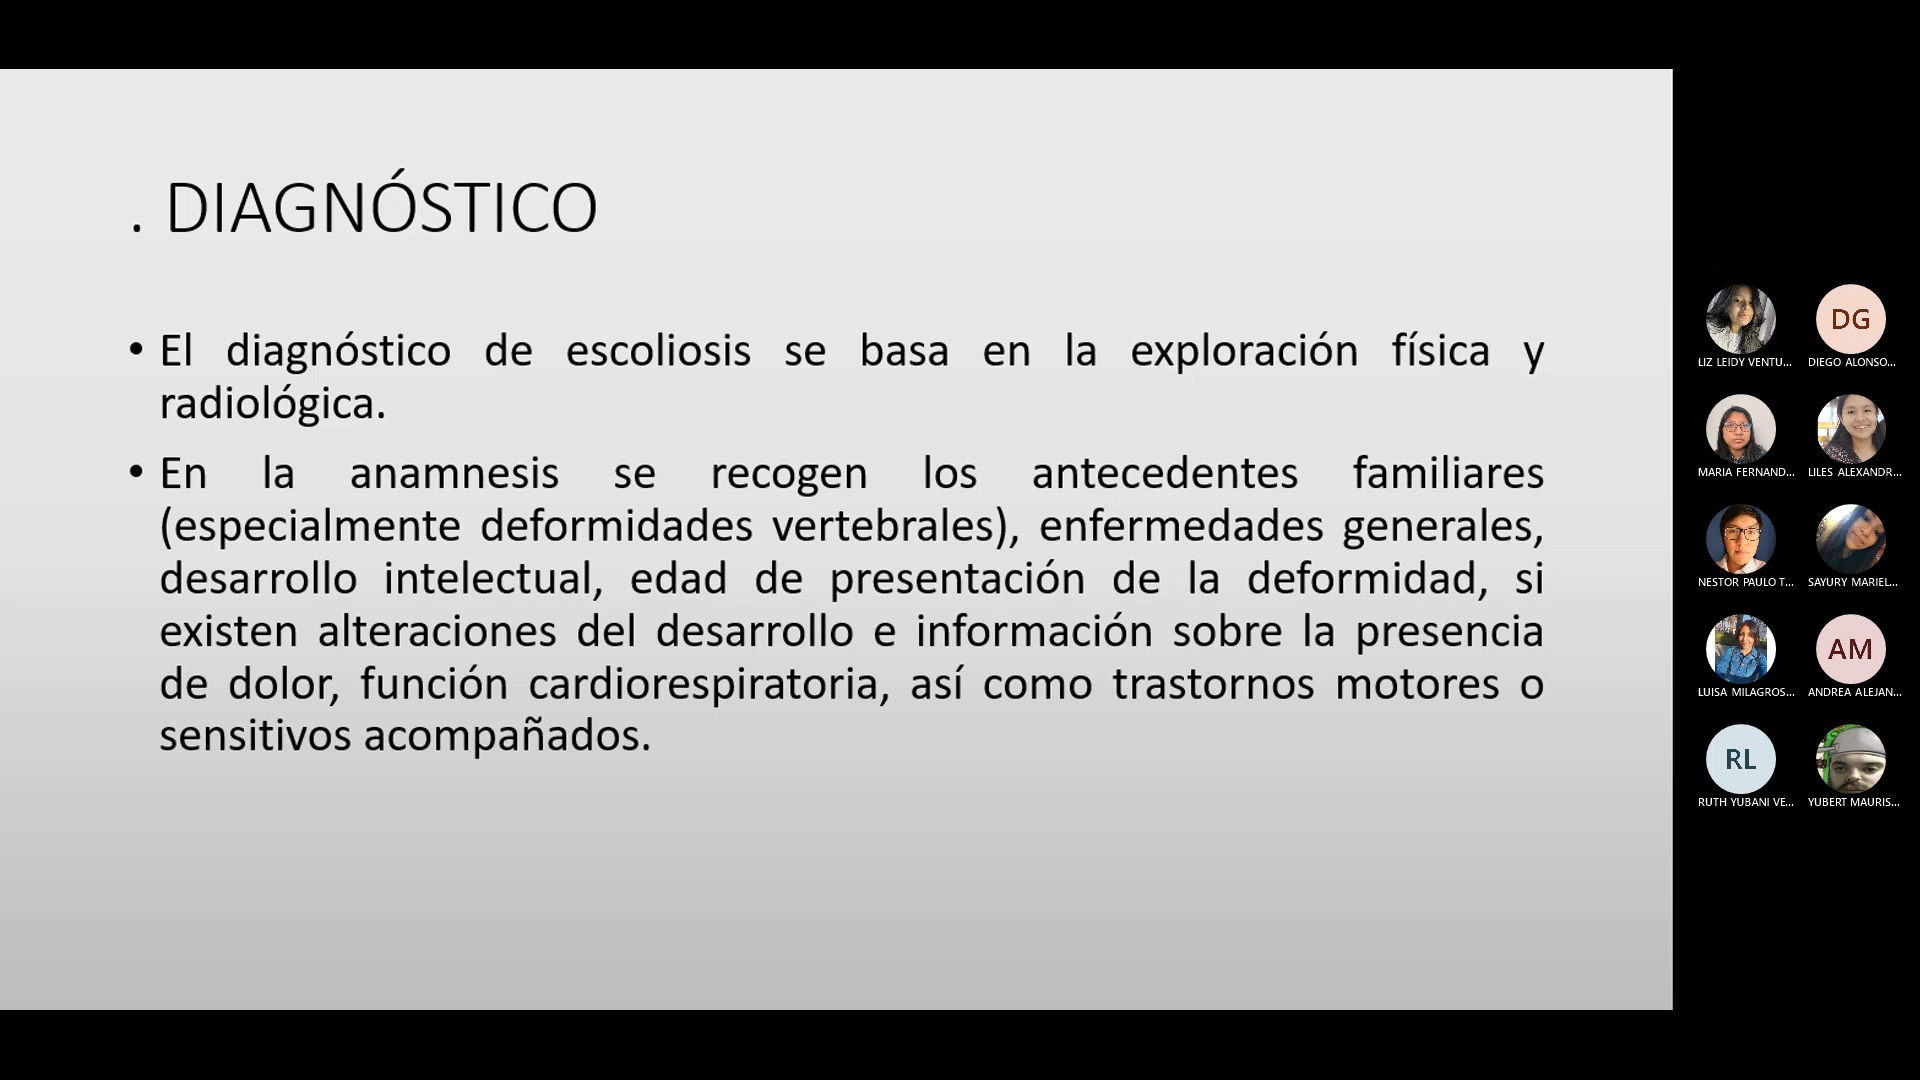 . DIAGNÓSTICO
• El diagnóstico de escoliosis se basa en la exploración física y
radiológica.
• En la anamnesis se recogen los antecedentes familiares
(especialmente deformidades vertebrales), enfermedades generales,
desarrollo intelectual, edad de presentación de la deformidad, si
existen alteraciones del desarrollo e información sobre la presencia
de dolor, función cardiorespiratoria, así como trastornos motores o
sensitivos acompañados.
DG
LIZ LEIDY VENTU... DIEGO ALONSO...
MARIA FERNAND... LILES ALEXANDR...
NESTOR PAULO T... SAYURY MARIEL...
AM
LUISA MILAGROS... ANDREA ALEJAN...
RL
RUTH YUBANI VE... YUBERT MAURIS...